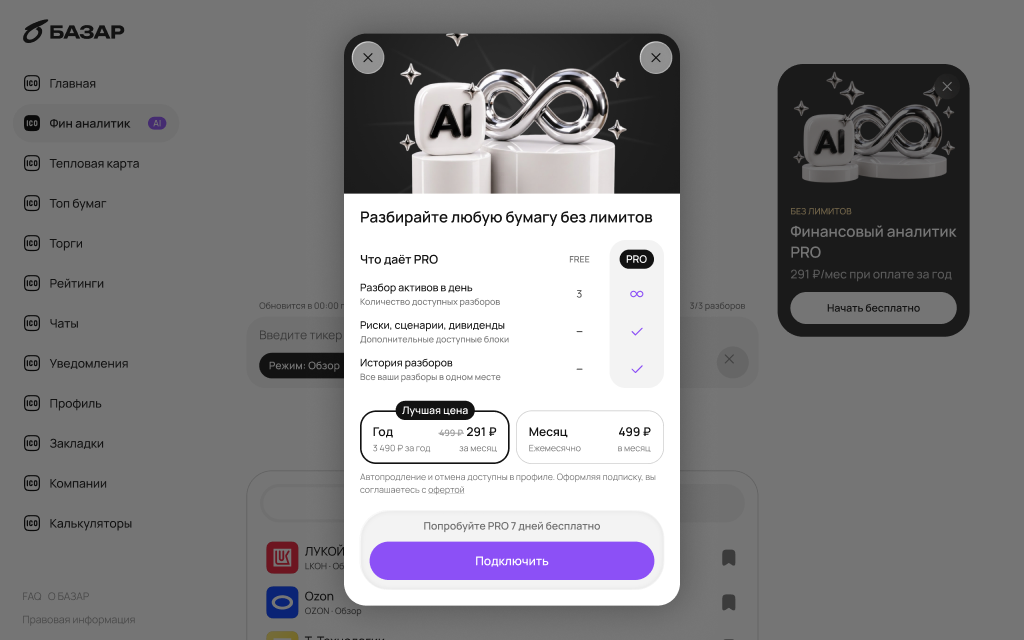 БАЗАР
Главная
Фин аналитик AI
Тепловая карта
Топ бумаг
Торги
Рейтинги
Чаты
Уведомления
Профиль
Закладки
Компании
Калькуляторы
FAQ О БАЗАР
Правовая информация
Обновится в 00:00
3/3 разборов
Введите тикер
Режим: Обзор
ЛУКОЙ
LKOH · Об
Ozon
OZON · Обзор
AI
Разбирайте любую бумагу без лимитов
Что даёт PRO FREE PRO
Разбор активов в день 3 ∞
Количество доступных разборов
Риски, сценарии, дивиденды –
Дополнительные доступные блоки
История разборов –
Все ваши разборы в одном месте
Лучшая цена
Год 499 ₽ 291 ₽
3 490 ₽ за год за месяц
Месяц 499 ₽
Ежемесячно в месяц
Автопродление и отмена доступны в профиле. Оформляя подписку, вы
соглашаетесь с офертой
Попробуйте PRO 7 дней бесплатно
Подключить
AI
БЕЗ ЛИМИТОВ
Финансовый аналитик
PRO
291 ₽/мес при оплате за год
Начать бесплатно